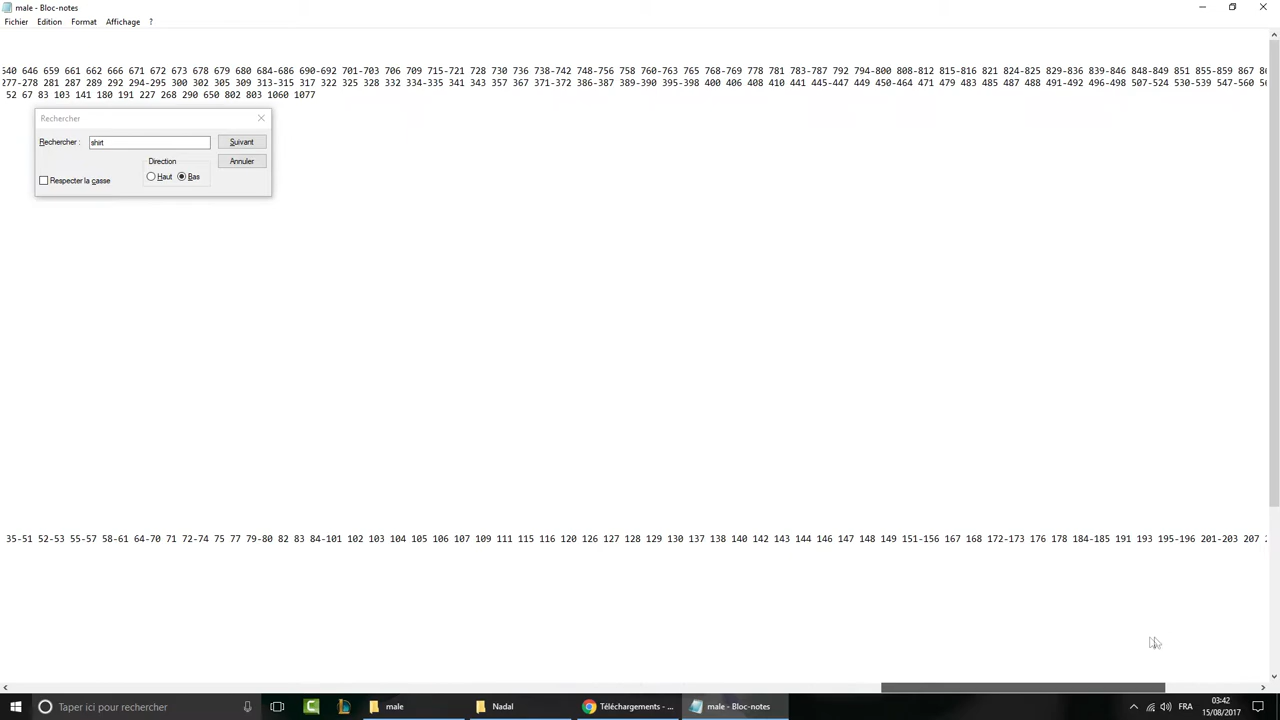 male - Bloc-notes
Fichier Edition Format Affichage ?
640 646 659 661 662 666 671 672 673 678 679 680 684-686 690-692 701-703 706 709 715-721 728 730 736 738-742 748-756 758 760-763 765 768-769 778 781 783-787 792 794-800 808-812 815-816 821 824-825 829-836 839-846 848-849 851 855-859 867
277-278 281 287 289 292 294-295 300 302 305 309 313-315 317 322 325 328 332 334-335 341 343 357 367 371-372 386-387 389-390 395-398 400 406 408 410 441 445-447 449 450-464 471 479 483 485 487 488 491-492 496-498 507-524 530-539 547-560
52 67 83 103 141 180 191 227 268 290 650 802 803 1060 1077
Rechercher
Rechercher : shirt Suivant
Direction Annuler
Respecter la casse Haut Bas
35-51 52-53 55-57 58-61 64-70 71 72-74 75 77 79-80 82 83 84-101 102 103 104 105 106 107 109 111 115 116 120 126 127 128 129 130 137 138 140 142 143 144 146 147 148 149 151-156 167 168 172-173 176 178 184-185 191 193 195-196 201-203 207
Taper ici pour rechercher male Nadal Téléchargements - ... male - Bloc-notes FRA 03:42
15/08/2017